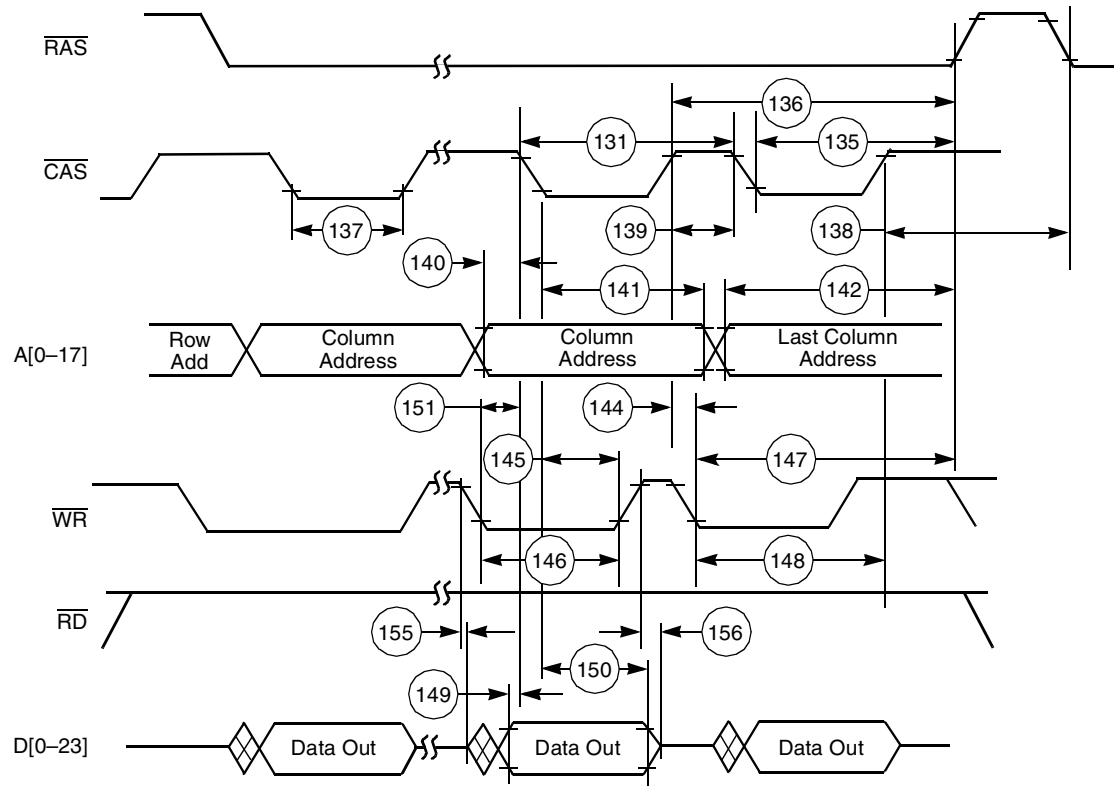 RAS
136
131
135
CAS
137
139
138
140
141
142
A[0–17]
Row
Add
Column
Address
Column
Address
Last Column
Address
151
144
145
147
WR
146
148
RD
155
156
150
149
D[0–23]
Data Out
Data Out
Data Out